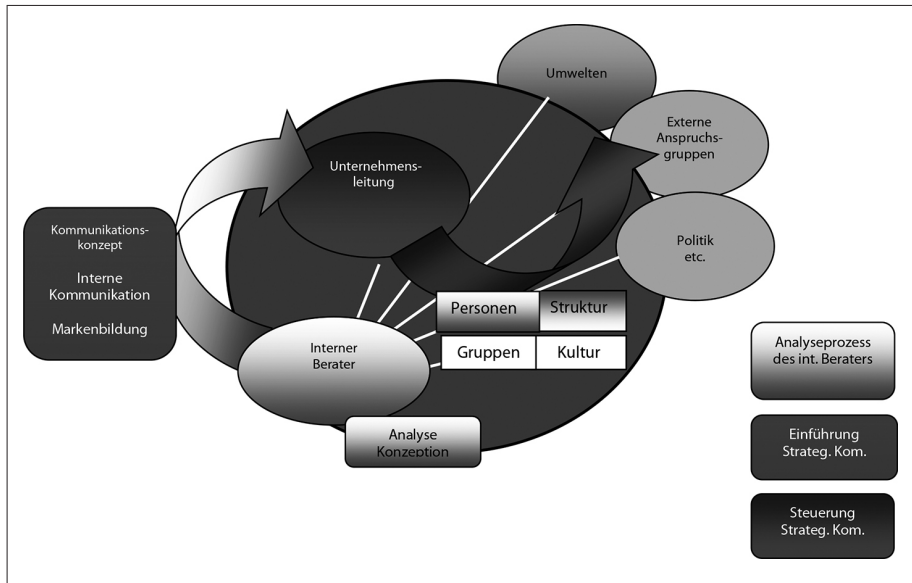 Umwelten
Externe
Anspruchs-
gruppen
Unternehmens-
leitung
Politik
etc.
Kommunikations-
konzept
Interne
Kommunikation
Markenbildung
Personen
Struktur
Gruppen
Kultur
Interner
Berater
Analyse
Konzeption
Analyseprozess
des int. Beraters
Einführung
Strateg. Kom.
Steuerung
Strateg. Kom.